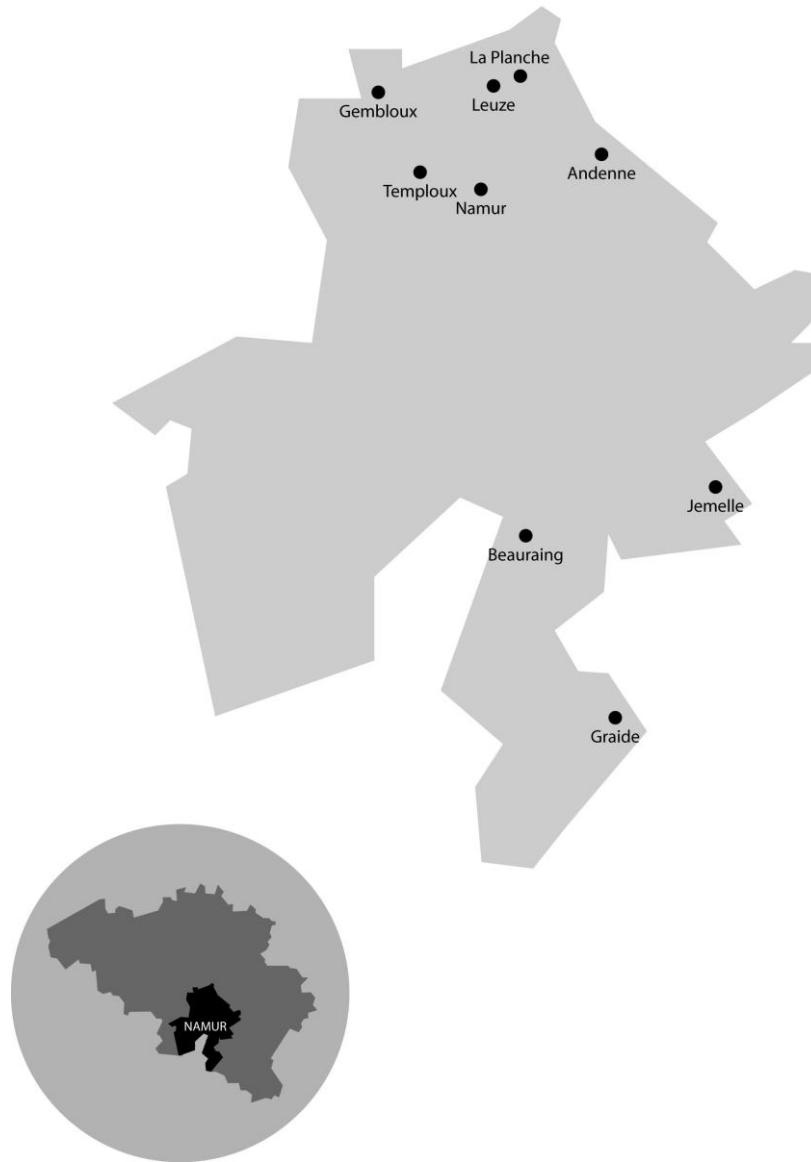 La Planche
Gembloux
Leuze
Andenne
Temploux
Namur
Jemelle
Beauraing
Graide
NAMUR